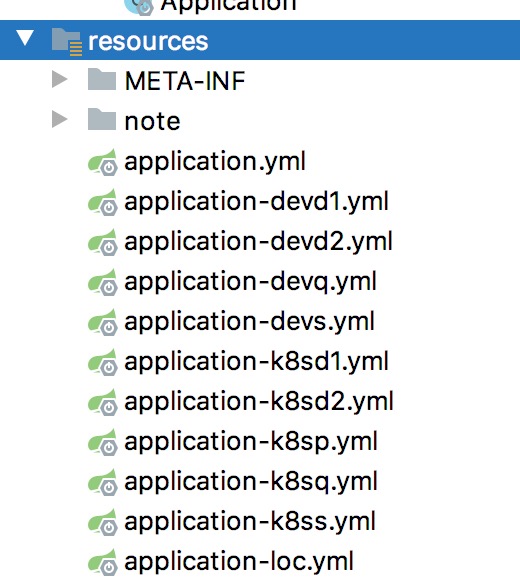 Application
resources
META-INF
note
application.yml
application-devd1.yml
application-devd2.yml
application-devq.yml
application-devs.yml
application-k8sd1.yml
application-k8sd2.yml
application-k8sp.yml
application-k8sq.yml
application-k8ss.yml
application-loc.yml